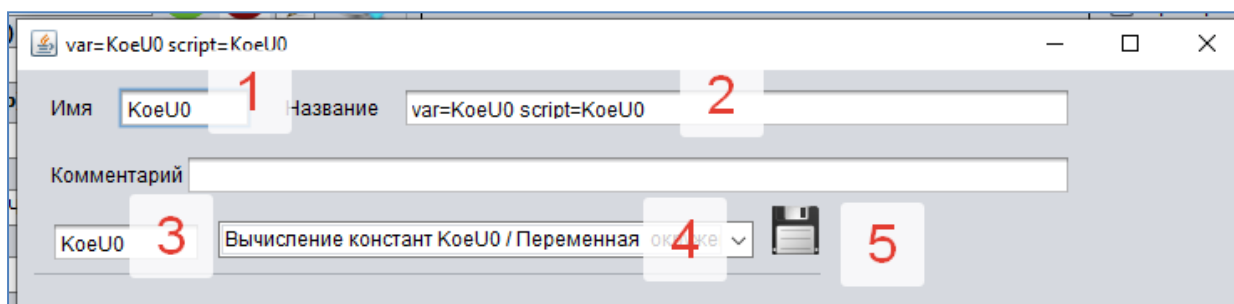 var=KoeU0 script=KoeU0
Имя KoeU0 1 Название var=KoeU0 script=KoeU0 2
Комментарий
KoeU0 3 Вычисление констант KoeU0 / Переменная 4 5